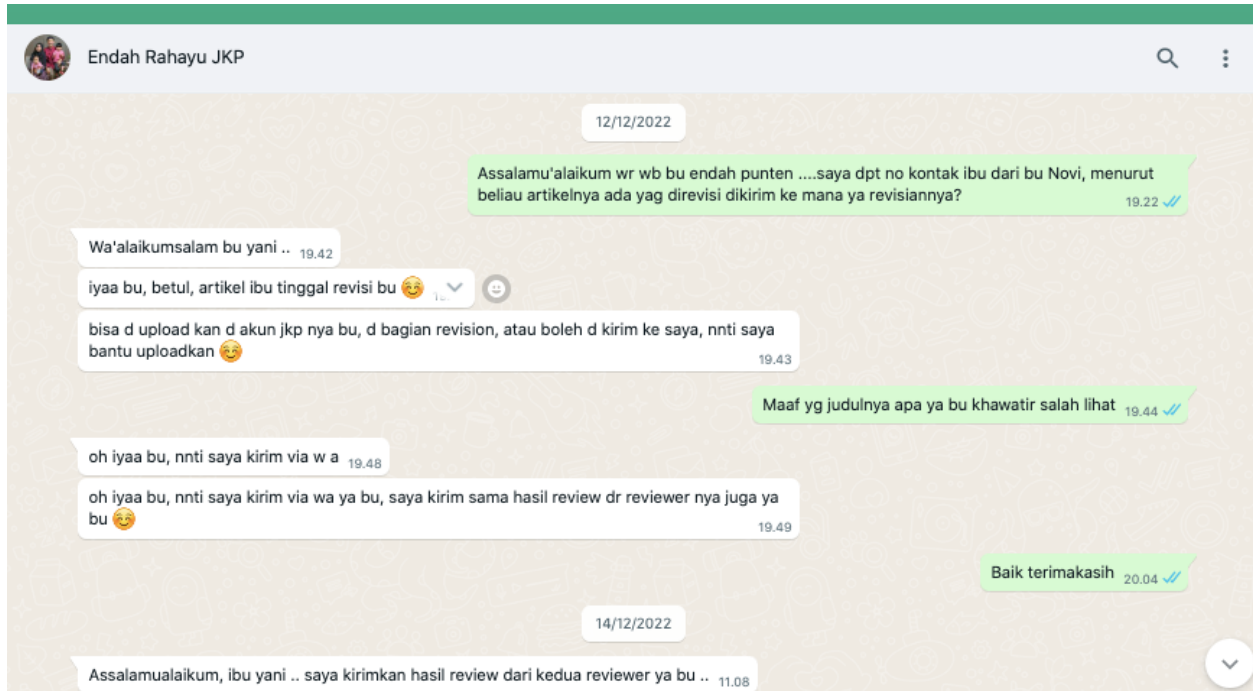 Endah Rahayu JKP
12/12/2022
Assalamu'alaikum wr wb bu endah punten ....saya dpt no kontak ibu dari bu Novi, menurut
beliau artikelnya ada yag direvisi dikirim ke mana ya revisiannya?
19.22
Wa'alaikumsalam bu yani .. 19.42
iyaa bu, betul, artikel ibu tinggal revisi bu ☺️
bisa d upload kan d akun jkp nya bu, d bagian revision, atau boleh d kirim ke saya, nnti saya
bantu uploadkan ☺️
19.43
Maaf yg judulnya apa ya bu khawatir salah lihat 19.44
oh iyaa bu, nnti saya kirim via w a 19.48
oh iyaa bu, nnti saya kirim via wa ya bu, saya kirim sama hasil review dr reviewer nya juga ya
bu ☺️
19.49
Baik terimakasih 20.04
14/12/2022
Assalamualaikum, ibu yani .. saya kirimkan hasil review dari kedua reviewer ya bu .. 11.08